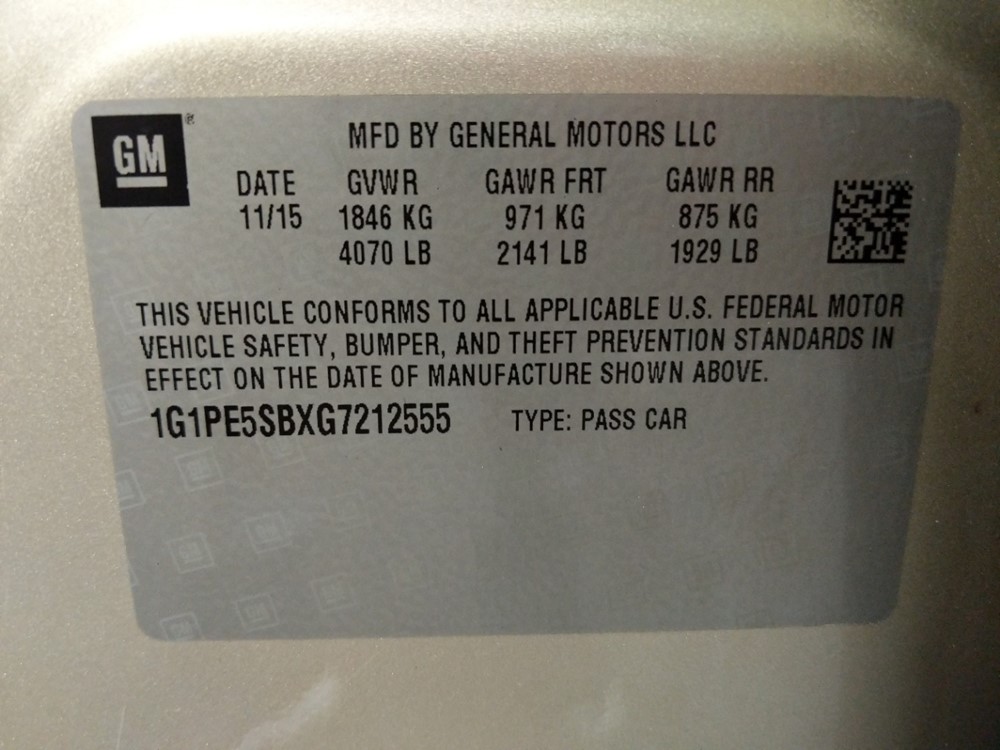 GM ®
MFD BY GENERAL MOTORS LLC
DATE GVWR GAWR FRT GAWR RR
11/15 1846 KG 971 KG 875 KG
4070 LB 2141 LB 1929 LB
THIS VEHICLE CONFORMS TO ALL APPLICABLE U.S. FEDERAL MOTOR
VEHICLE SAFETY, BUMPER, AND THEFT PREVENTION STANDARDS IN
EFFECT ON THE DATE OF MANUFACTURE SHOWN ABOVE.
1G1PE5SBXG7212555 TYPE: PASS CAR